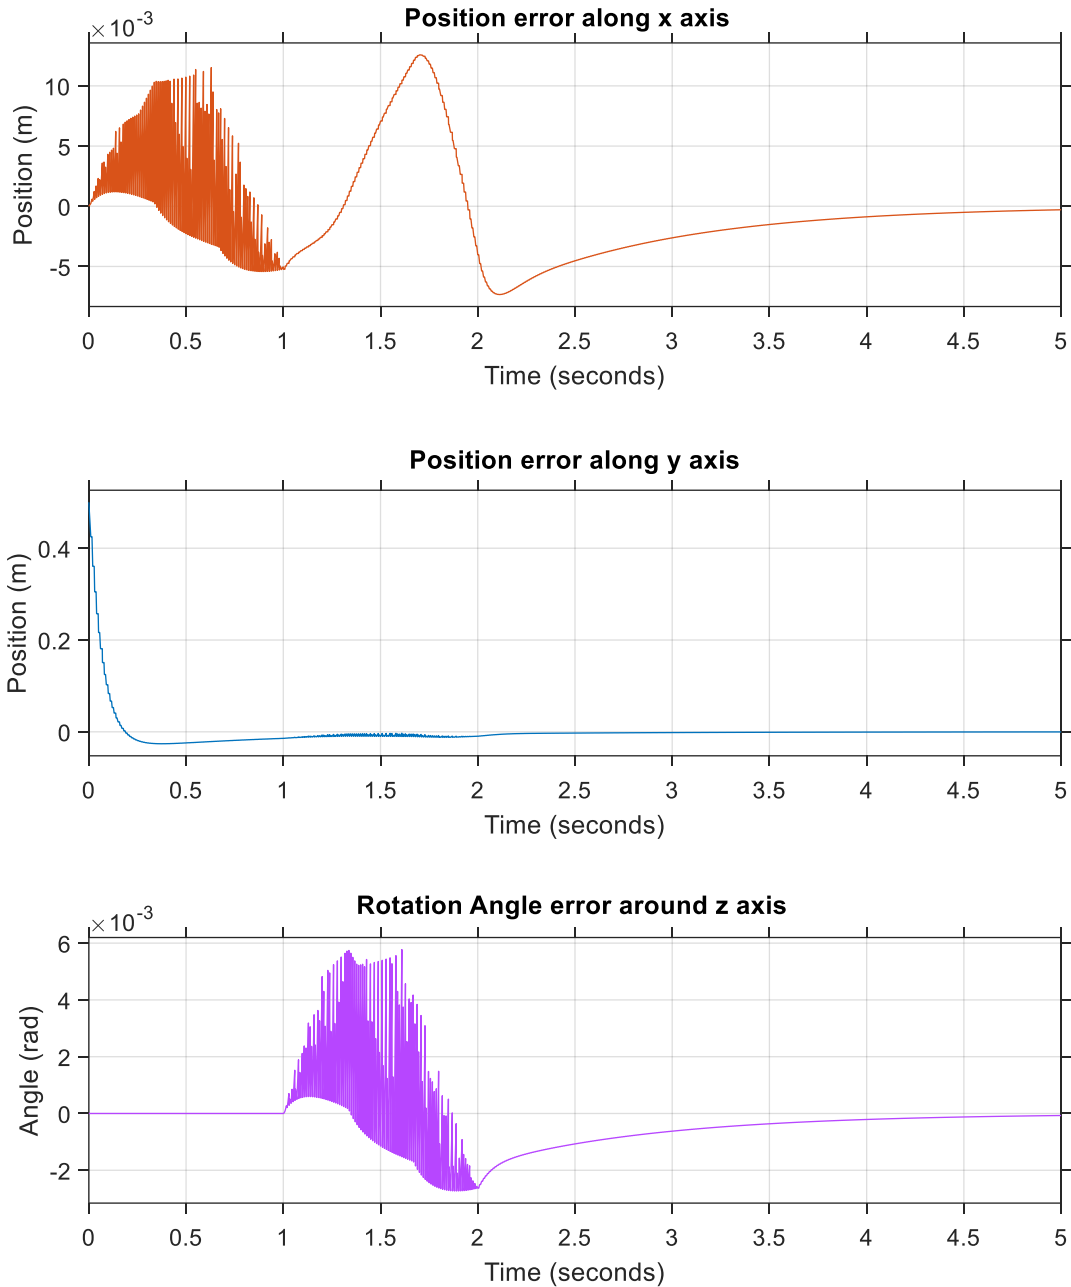 Position error along x axis
×10-3
10
5
0
-5
Position (m)
0 0.5 1 1.5 2 2.5 3 3.5 4 4.5 5
Time (seconds)
Position error along y axis
0.4
0.2
0
Position (m)
0 0.5 1 1.5 2 2.5 3 3.5 4 4.5 5
Time (seconds)
Rotation Angle error around z axis
×10-3
6
4
2
0
-2
Angle (rad)
0 0.5 1 1.5 2 2.5 3 3.5 4 4.5 5
Time (seconds)